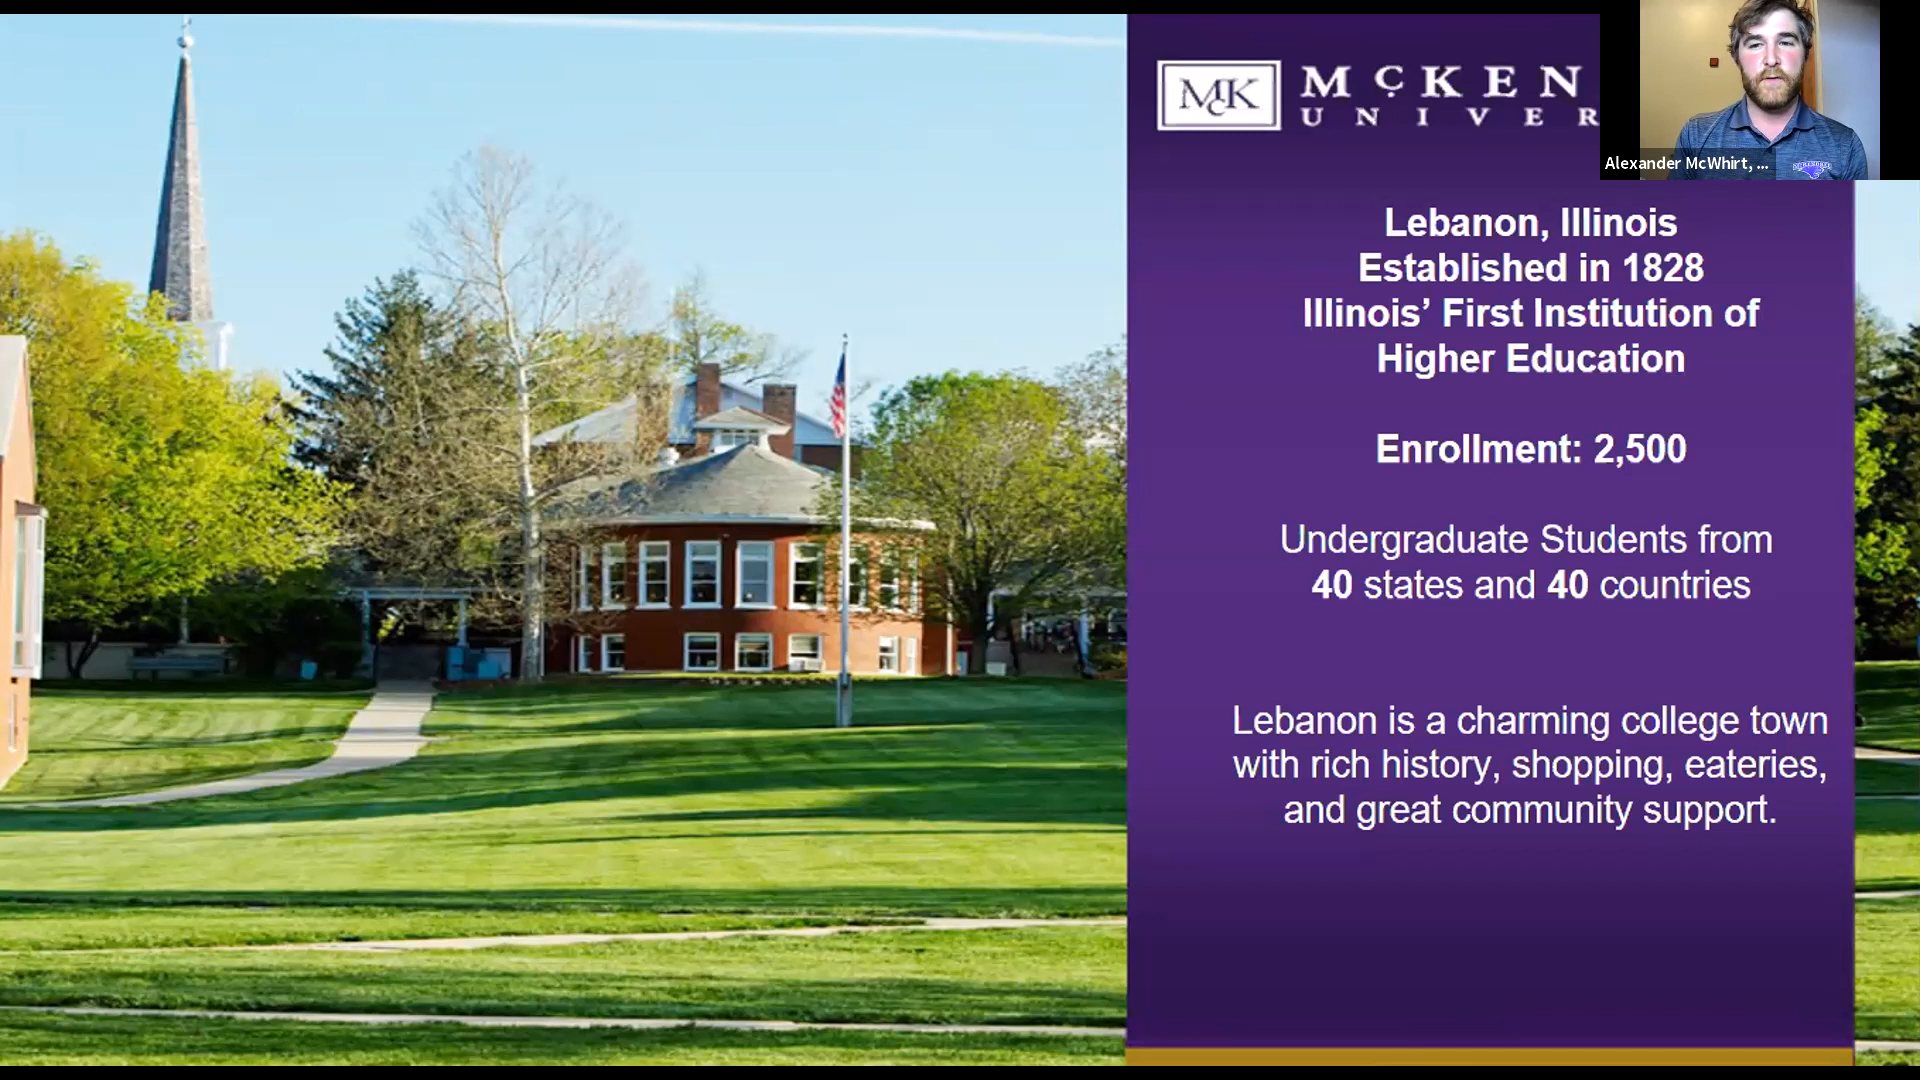 McK
McKEN
UNIVER
Alexander McWhirt, ...
Lebanon, Illinois
Established in 1828
Illinois’ First Institution of
Higher Education
Enrollment: 2,500
Undergraduate Students from
40 states and 40 countries
Lebanon is a charming college town
with rich history, shopping, eateries,
and great community support.